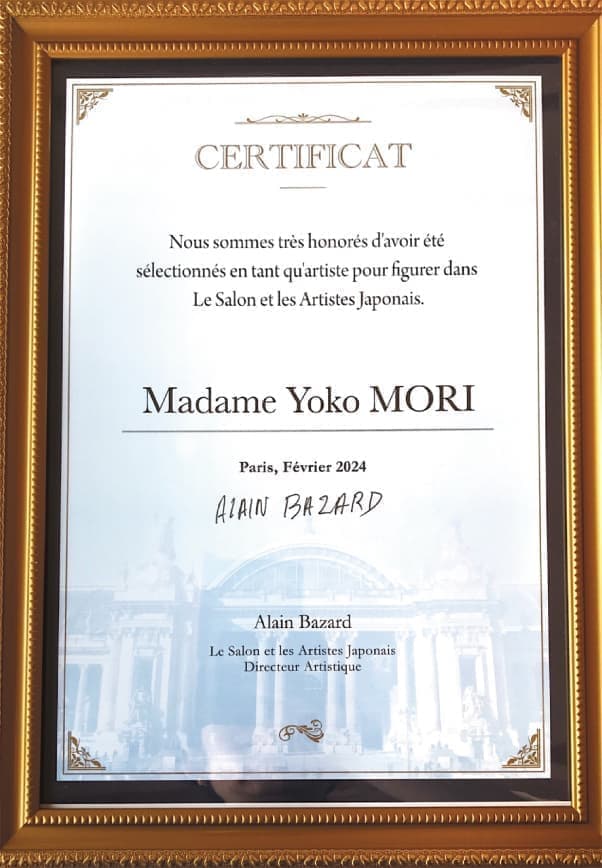 CERTIFICAT
Nous sommes très honorés d'avoir été
sélectionnés en tant qu'artiste pour figurer dans
Le Salon et les Artistes Japonais.
Madame Yoko MORI
Paris, Février 2024
ALAIN BAZARD
Alain Bazard
Le Salon et les Artistes Japonais
Directeur Artistique